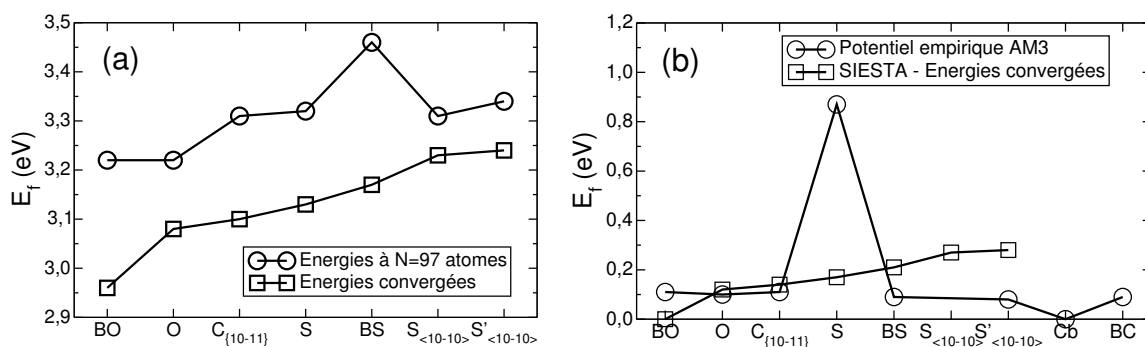 (a)
E_f (eV)
3,5
3,4
3,3
3,2
3,1
3,0
2,9
Energies à N=97 atomes
Energies convergées
BO O C_{10-11} S BS S_<10-10> S'_<10-10>
(b)
E_f (eV)
1,2
1,0
0,8
0,6
0,4
0,2
0,0
Potentiel empirique AM3
SIESTA - Energies convergées
BO O C_{10-11} S BS S_<10-10> S'_<10-10> Cb BC